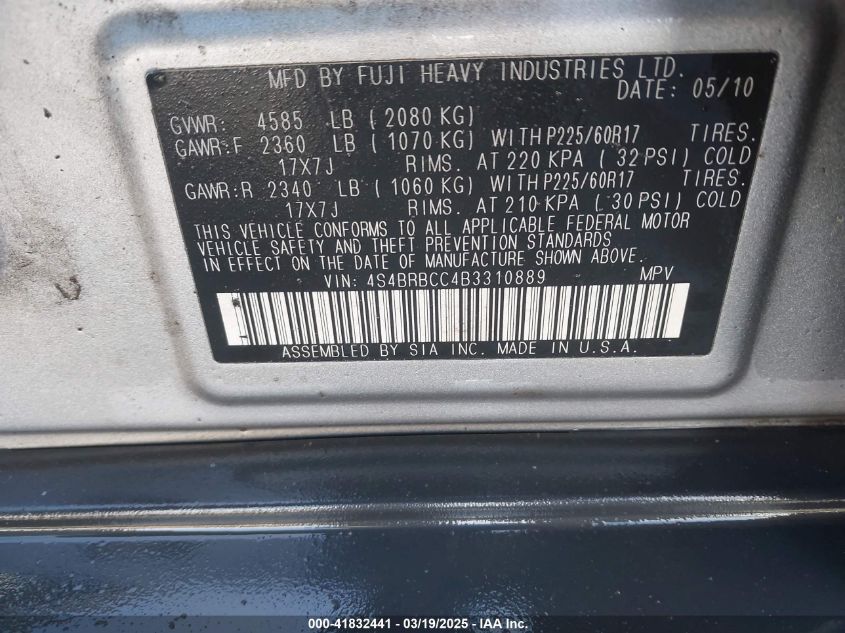 MFD BY FUJI HEAVY INDUSTRIES LTD.
DATE: 05/10
GVWR: 4585 LB ( 2080 KG)
GAWR:F 2360 LB ( 1070 KG) WITH P225/60R17 TIRES.
17X7J RIMS. AT 220 KPA ( 32 PSI) COLD
GAWR:R 2340 LB ( 1060 KG) WITH P225/60R17 TIRES.
17X7J RIMS. AT 210 KPA ( 30 PSI) COLD
THIS VEHICLE CONFORMS TO ALL APPLICABLE FEDERAL MOTOR
VEHICLE SAFETY AND THEFT PREVENTION STANDARDS
IN EFFECT ON THE DATE OF MANUFACTURE SHOWN ABOVE.
VIN: 4S4BRBCC4B3310889 MPV
ASSEMBLED BY SIA INC. MADE IN U.S.A.
000-41832441 - 03/19/2025 - IAA Inc.